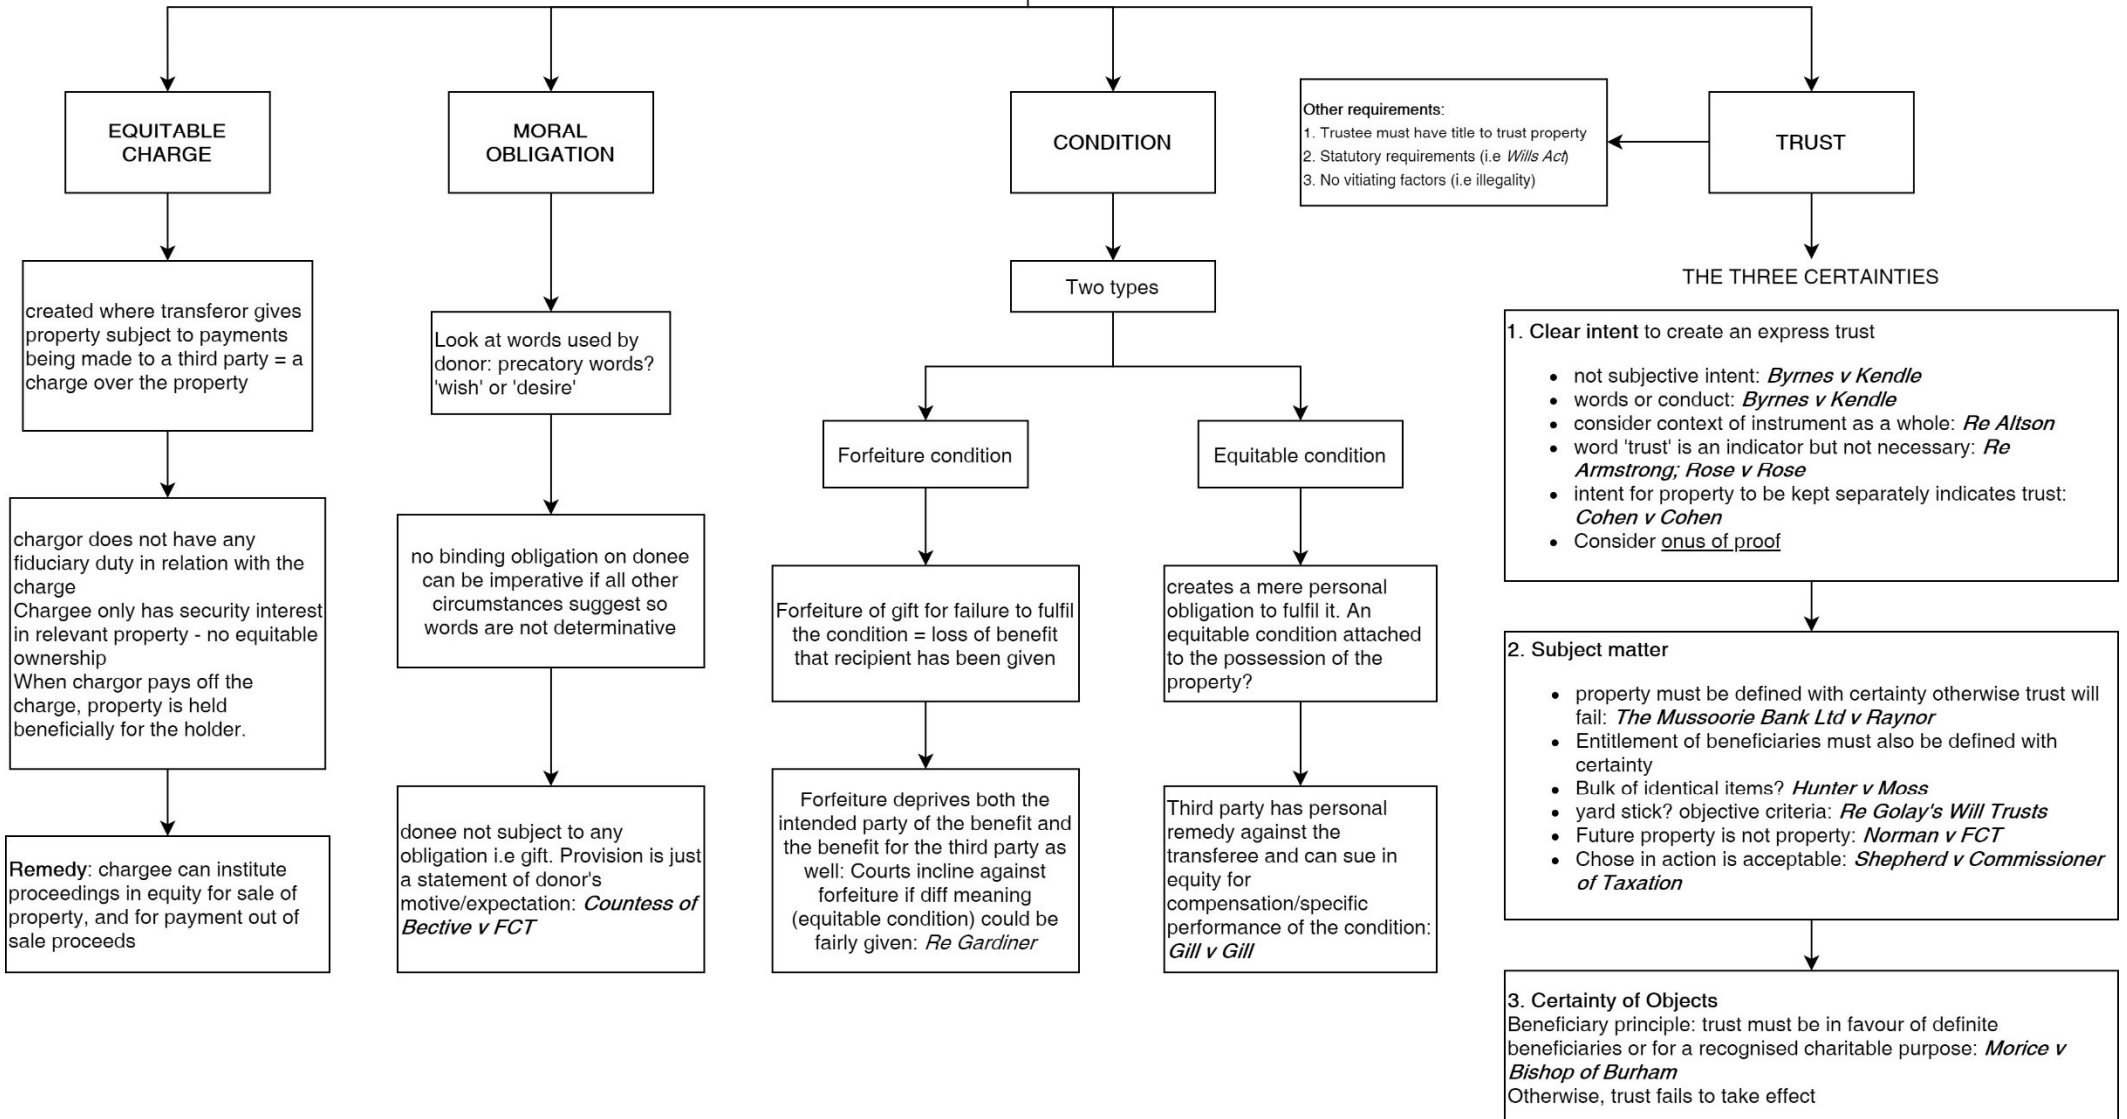 EQUITABLE
CHARGE
created where transferor gives
property subject to payments
being made to a third party = a
charge over the property
chargor does not have any
fiduciary duty in relation with the
charge
Chargee only has security interest
in relevant property - no equitable
ownership
When chargor pays off the
charge, property is held
beneficially for the holder.
Remedy: chargee can institute
proceedings in equity for sale of
property, and for payment out of
sale proceeds
MORAL
OBLIGATION
Look at words used by
donor: precatory words?
'wish' or 'desire'
no binding obligation on donee
can be imperative if all other
circumstances suggest so
words are not determinative
donee not subject to any
obligation i.e gift. Provision is just
a statement of donor's
motive/expectation: Countess of
Bective v FCT
CONDITION
Two types
Forfeiture condition
Forfeiture of gift for failure to fulfil
the condition = loss of benefit
that recipient has been given
Forfeiture deprives both the
intended party of the benefit and
the benefit for the third party as
well: Courts incline against
forfeiture if diff meaning
(equitable condition) could be
fairly given: Re Gardiner
Equitable condition
creates a mere personal
obligation to fulfil it. An
equitable condition attached
to the possession of the
property?
Third party has personal
remedy against the
transferee and can sue in
equity for
compensation/specific
performance of the condition:
Gill v Gill
Other requirements:
1. Trustee must have title to trust property
2. Statutory requirements (i.e Wills Act)
3. No vitiating factors (i.e illegality)
TRUST
THE THREE CERTAINTIES
1. Clear intent to create an express trust
• not subjective intent: Byrnes v Kendle
• words or conduct: Byrnes v Kendle
• consider context of instrument as a whole: Re Altson
• word 'trust' is an indicator but not necessary: Re
Armstrong; Rose v Rose
• intent for property to be kept separately indicates trust:
Cohen v Cohen
• Consider onus of proof
2. Subject matter
• property must be defined with certainty otherwise trust will
fail: The Mussoorie Bank Ltd v Raynor
• Entitlement of beneficiaries must also be defined with
certainty
• Bulk of identical items? Hunter v Moss
• yard stick? objective criteria: Re Golay's Will Trusts
• Future property is not property: Norman v FCT
• Chose in action is acceptable: Shepherd v Commissioner
of Taxation
3. Certainty of Objects
Beneficiary principle: trust must be in favour of definite
beneficiaries or for a recognised charitable purpose: Morice v
Bishop of Burham
Otherwise, trust fails to take effect